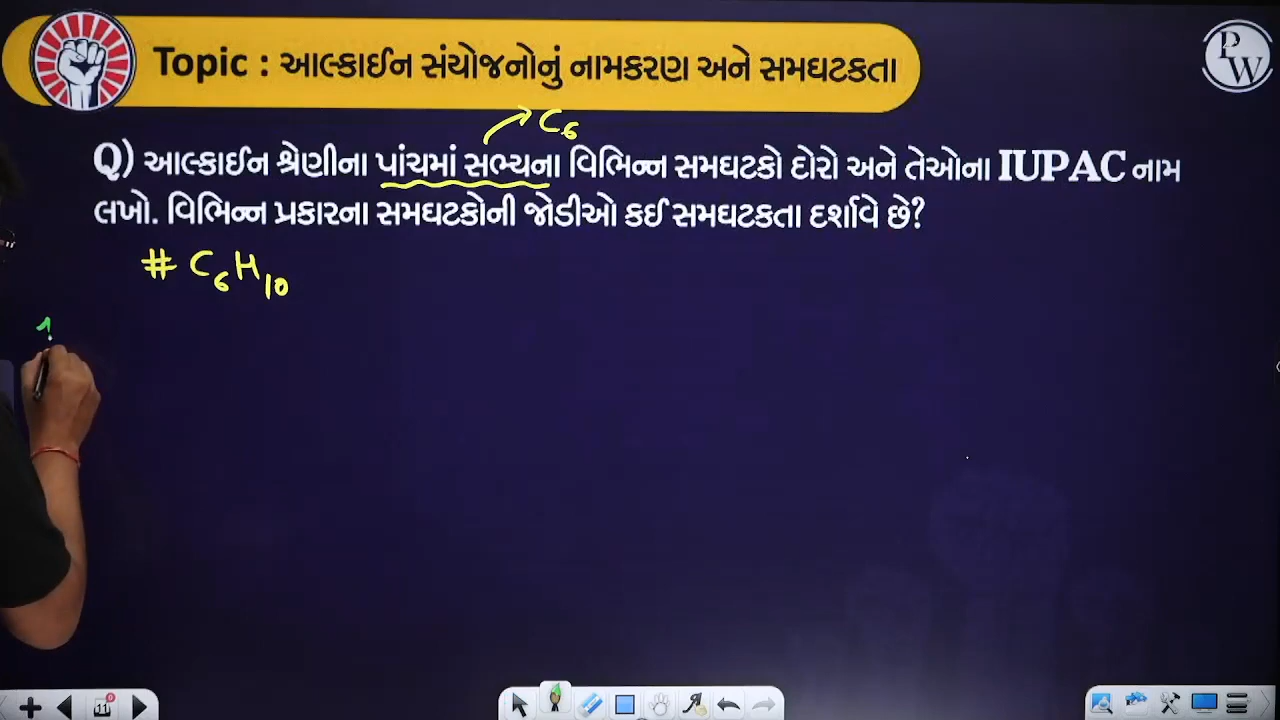 Topic : આલ્કાઈન સંયોજનોનું નામકરણ અને સમઘટકતા
PW
C6
Q) આલ્કાઈન શ્રેણીના પાંચમાં સભ્યના વિભિન્ન સમઘટકો દોરો અને તેઓના IUPAC નામ
લખો. વિભિન્ન પ્રકારના સમઘટકોની જોડીઓ કઈ સમઘટકતા દર્શાવે છે?
# C6H10
11